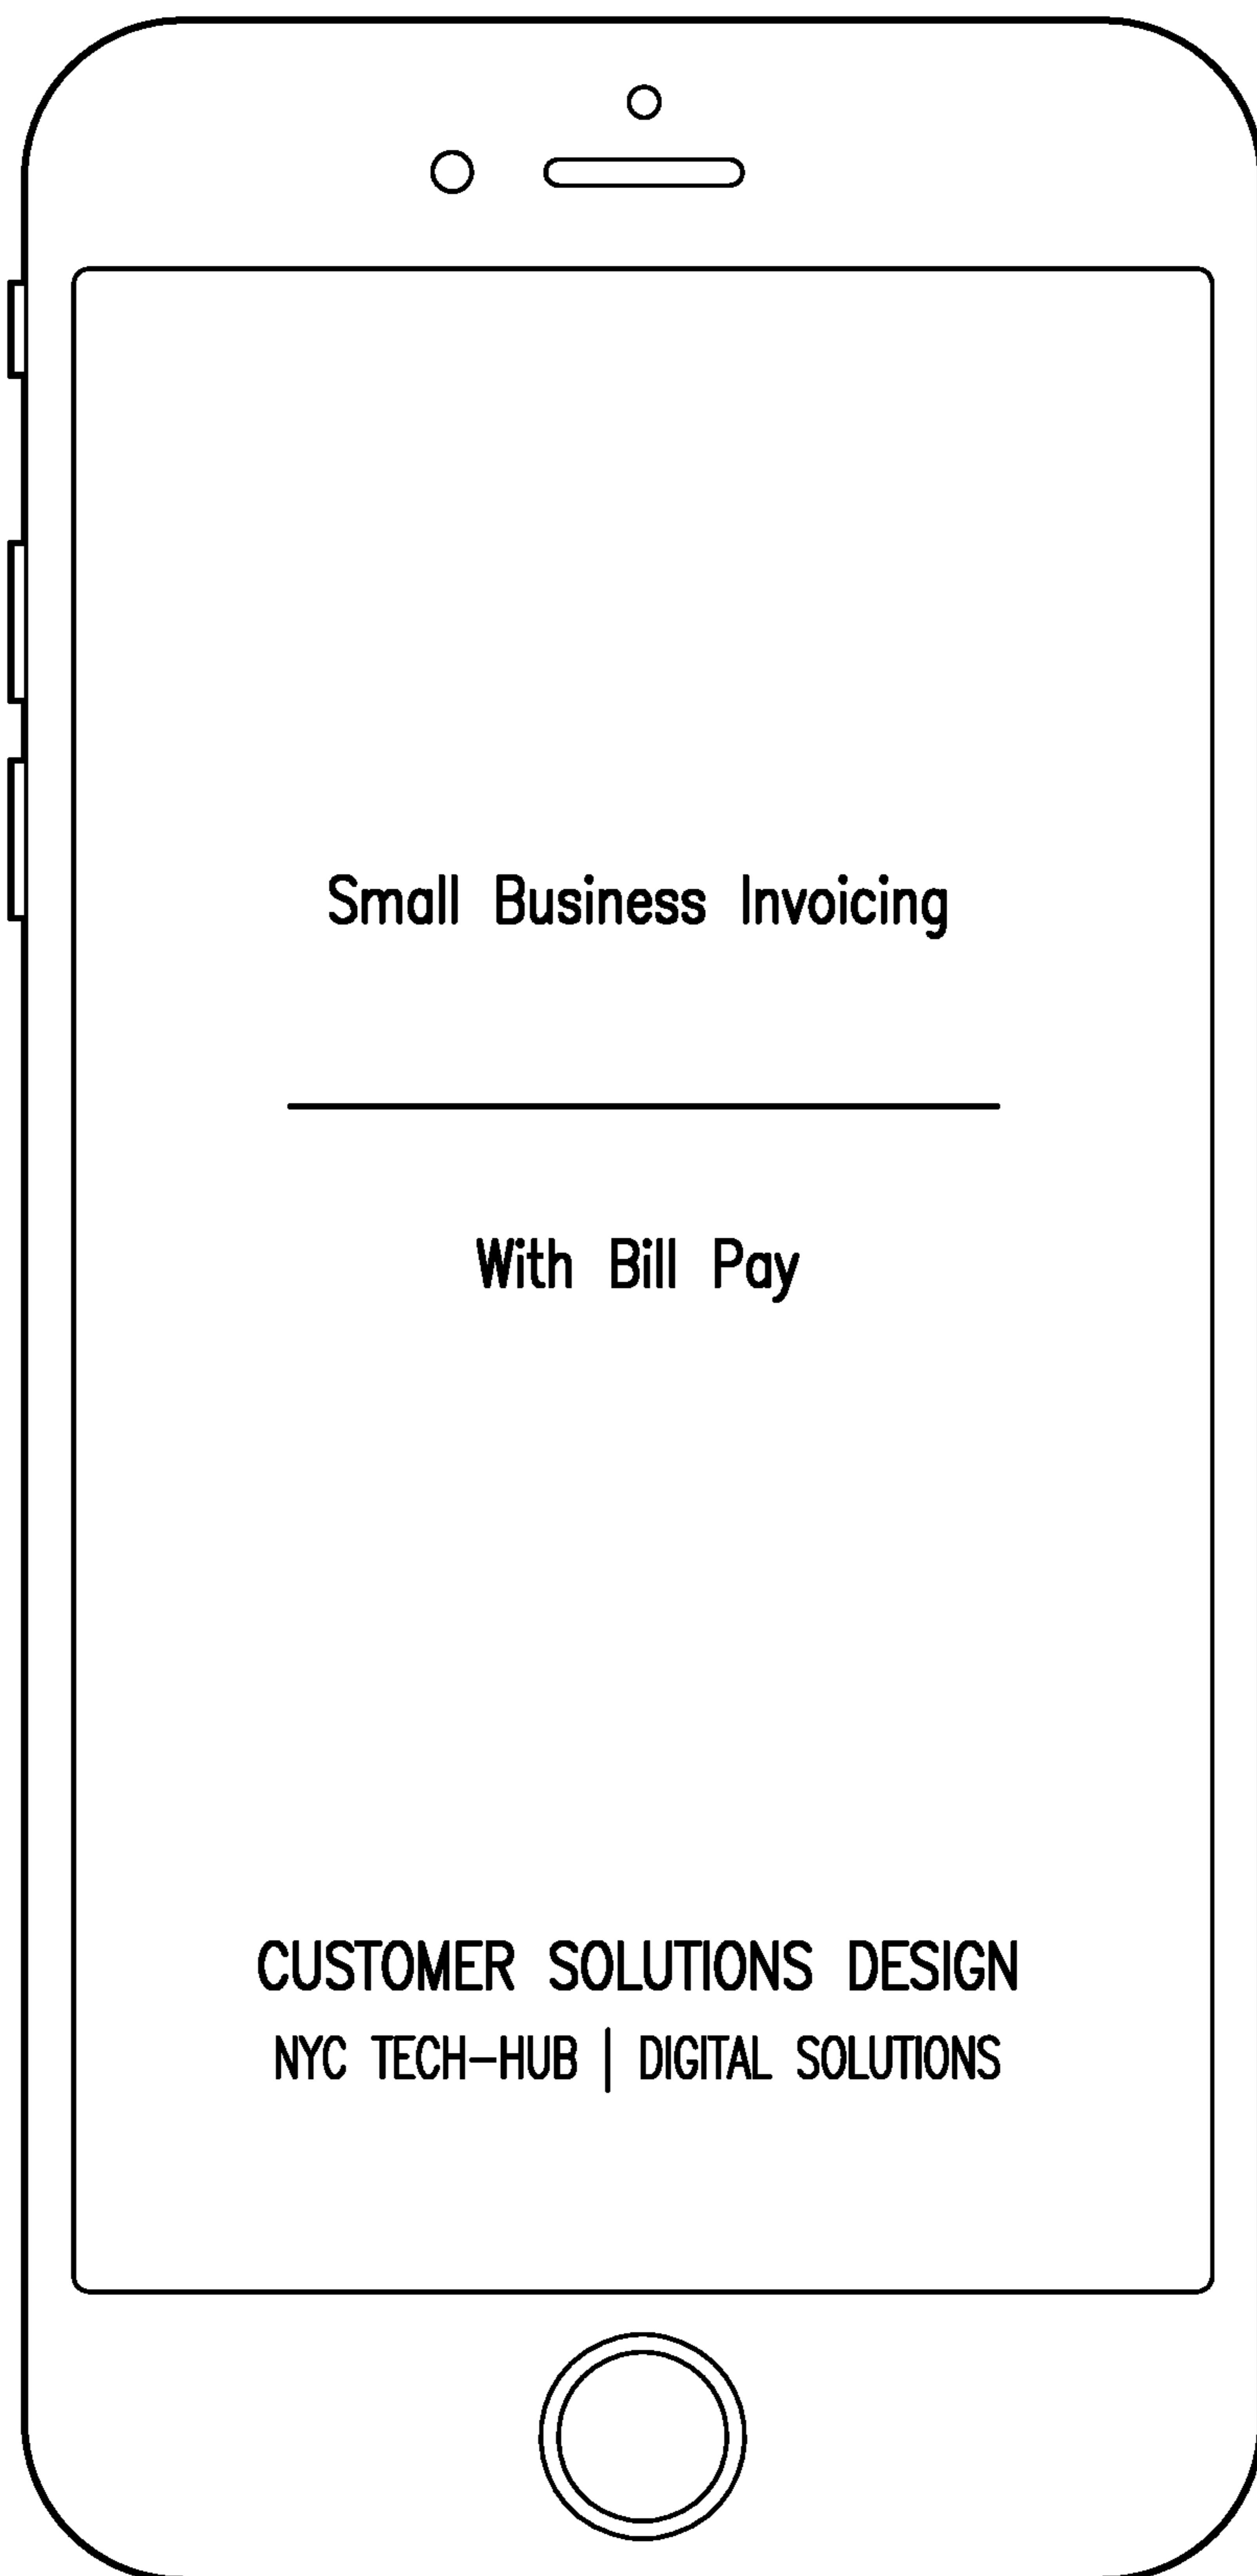 Small Business Invoicing
With Bill Pay
CUSTOMER SOLUTIONS DESIGN
NYC TECH-HUB | DIGITAL SOLUTIONS